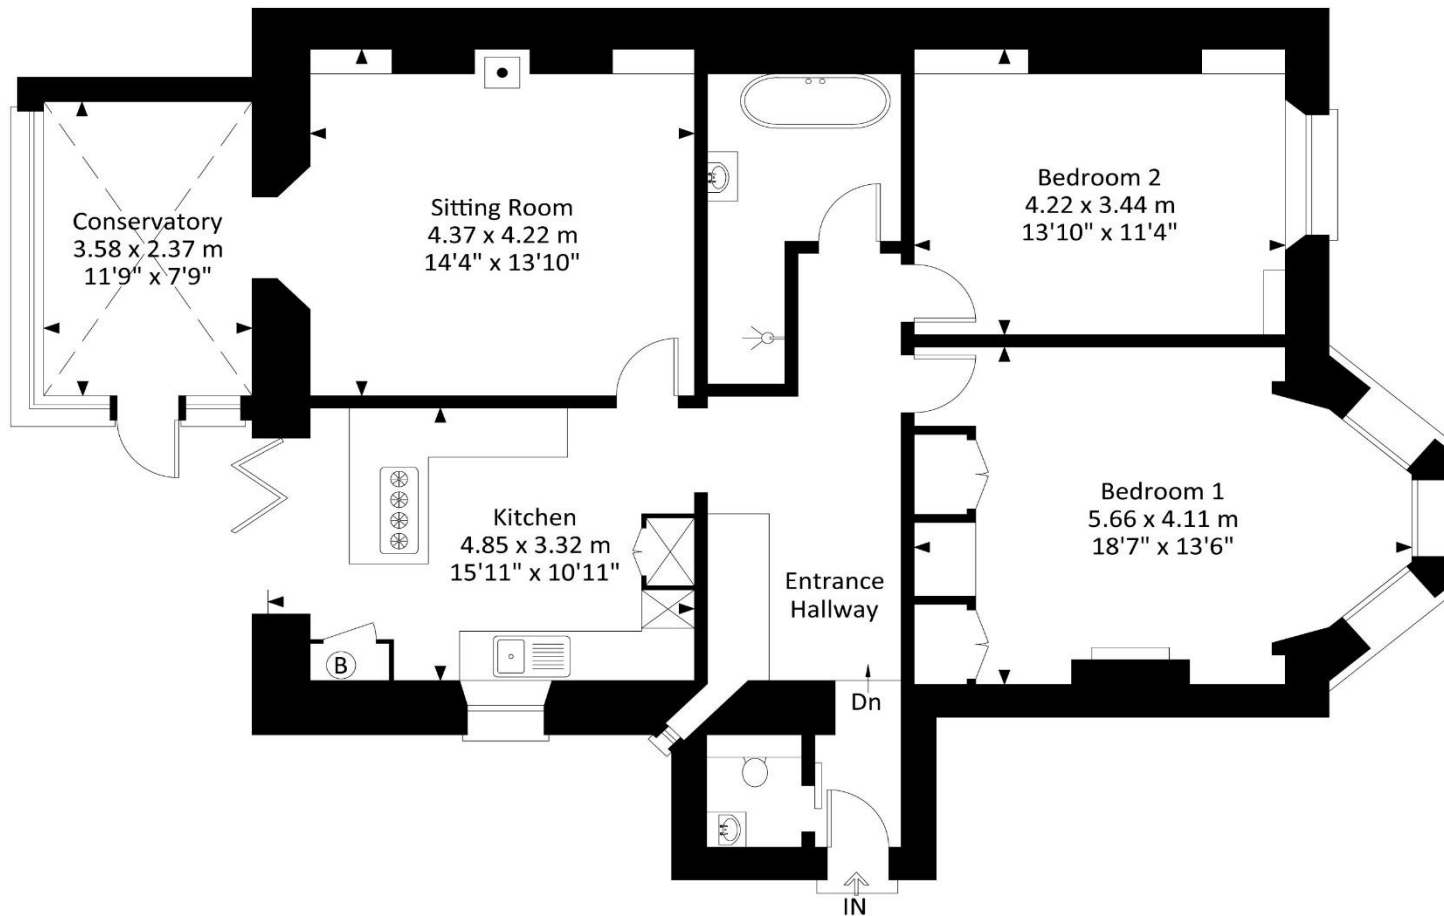 Conservatory
3.58 x 2.37 m
11'9" x 7'9"
Sitting Room
4.37 x 4.22 m
14'4" x 13'10"
Bedroom 2
4.22 x 3.44 m
13'10" x 11'4"
Kitchen
4.85 x 3.32 m
15'11" x 10'11"
Entrance
Hallway
Bedroom 1
5.66 x 4.11 m
18'7" x 13'6"
B
Dn
IN